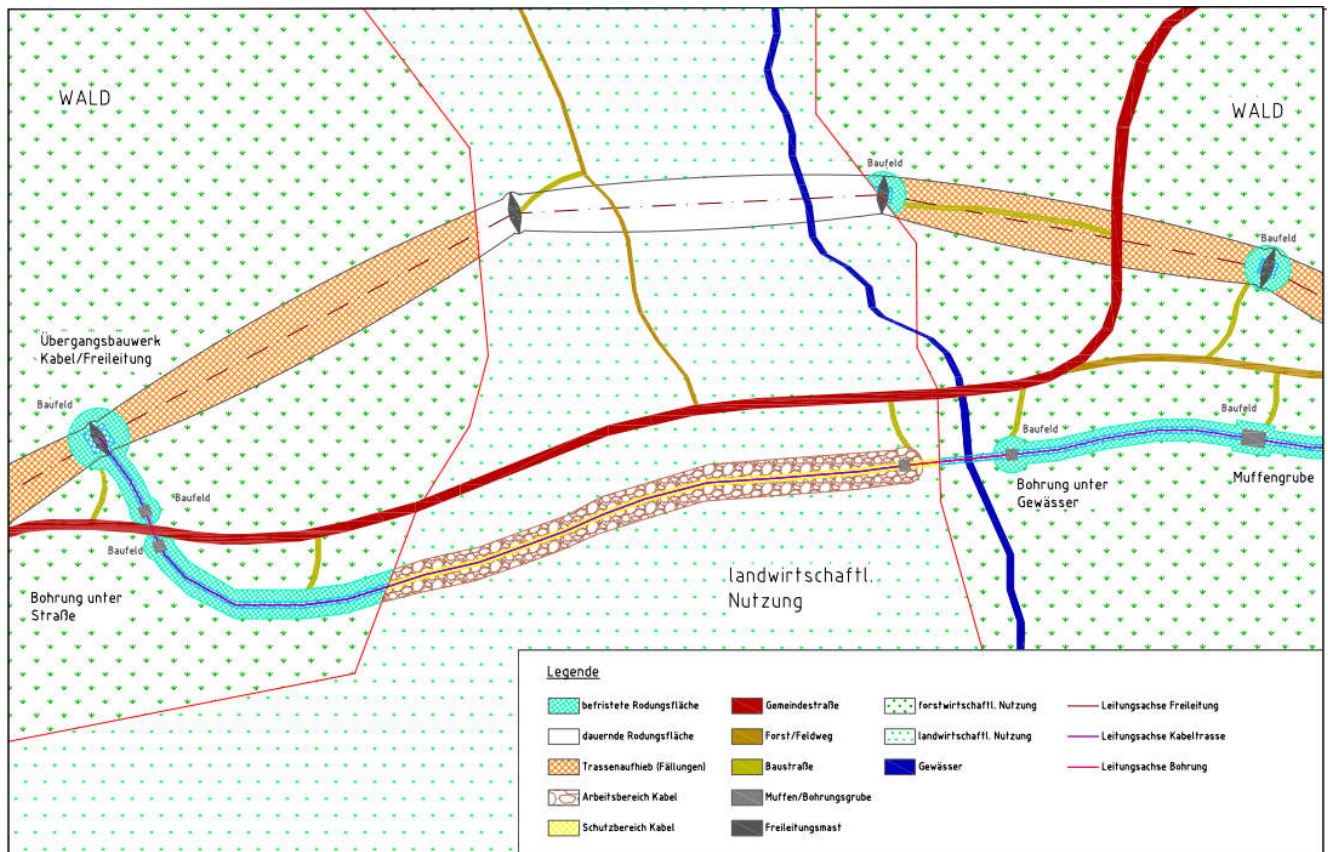 WALD
WALD
Baufeld
Baufeld
Übergangsbauwerk
Kabel/Freileitung
Baufeld
Baufeld
Baufeld
Baufeld
Baufeld
Muffengrube
Bohrung unter
Gewässer
Bohrung unter
Straße
landwirtschaftl.
Nutzung
Legende
befristete Rodungsfläche
Gemeindestraße
forstwirtschaftl. Nutzung
Leitungsachse Freileitung
dauernde Rodungsfläche
Forst/Feldweg
landwirtschaftl. Nutzung
Leitungsachse Kabeltrasse
Trassenaufhieb (Fällungen)
Baustraße
Gewässer
Leitungsachse Bohrung
Arbeitsbereich Kabel
Muffen/Bohrungsgrube
Schutzbereich Kabel
Freileitungsmast